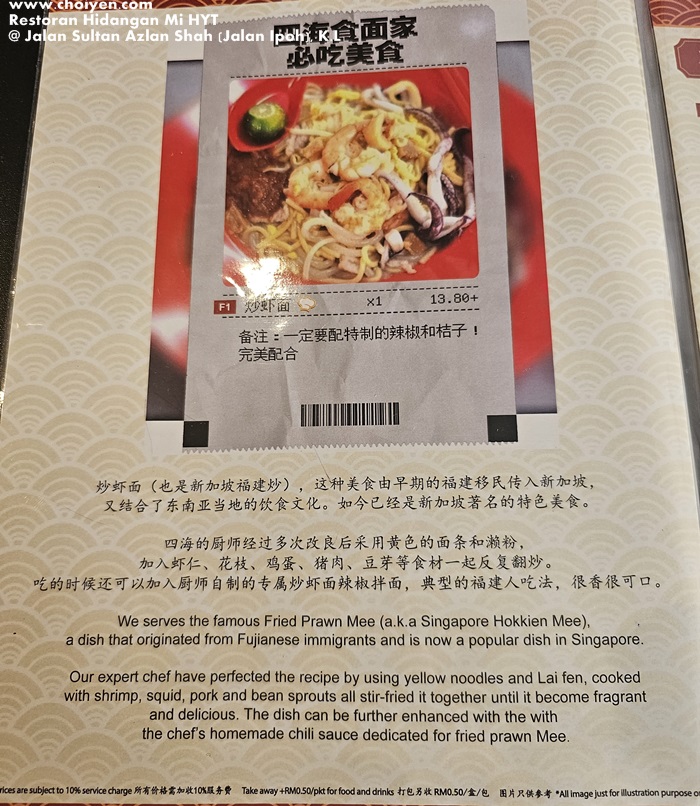 www.choiyen.com
Restoran Hidangan Mi HYT
@ Jalan Sultan Azlan Shah (Jalan Ipoh), K.L
四海食面家
必吃美食
F1 炒虾面 x1 13.80+
备注：一定要配特制的辣椒和桔子！
完美配合
炒虾面（也是新加坡福建炒），这种美食由早期的福建移民传入新加坡，
又结合了东南亚当地的饮食文化。如今已经是新加坡著名的特色美食。
四海的厨师经过多次改良后采用黄色的面条和濑粉，
加入虾仁、花枝、鸡蛋、猪肉、豆芽等食材一起反复翻炒。
吃的时候还可以加入厨师自制的专属炒虾面辣椒拌面，典型的福建人吃法，很香很可口。
We serves the famous Fried Prawn Mee (a.k.a Singapore Hokkien Mee),
a dish that originated from Fujianese immigrants and is now a popular dish in Singapore.
Our expert chef have perfected the recipe by using yellow noodles and Lai fen, cooked
with shrimp, squid, pork and bean sprouts all stir-fried it together until it become fragrant
and delicious. The dish can be further enhanced with the with
the chef's homemade chili sauce dedicated for fried prawn Mee.
rices are subject to 10% service charge 所有价格需加收10%服务费 Take away +RM0.50/pkt for food and drinks 打包另收 RM0.50/盒/包 图片只供参考 *All image just for illustration purpose